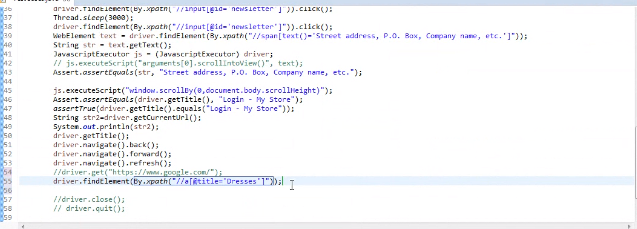 36 driver.findElement(By.xpath("//input[@id='newsletter']")).click();
37 Thread.sleep(3000);
38 driver.findElement(By.xpath("//input[@id='newsletter']")).click();
39 WebElement text = driver.findElement(By.xpath("//span[text()='Street address, P.O. Box, Company name, etc.']"));
40 String str = text.getText();
41 JavascriptExecutor js = (JavascriptExecutor) driver;
42 // js.executeScript("arguments[0].scrollIntoView()", text);
43 Assert.assertEquals(str, "Street address, P.O. Box, Company name, etc.");
44
45 js.executeScript("window.scrollBy(0,document.body.scrollHeight)");
46 assertEquals(driver.getTitle(), "Login - My Store");
47 assertTrue(driver.getTitle().equals("Login - My Store"));
48 String str2=driver.getCurrentUrl();
49 System.out.println(str2);
50 driver.getTitle();
51 driver.navigate().back();
52 driver.navigate().forward();
53 driver.navigate().refresh();
54 //driver.get("https://www.google.com/");
55 driver.findElement(By.xpath("//a[@title='Dresses']"));
56
57 //driver.close();
58 // driver.quit();
59